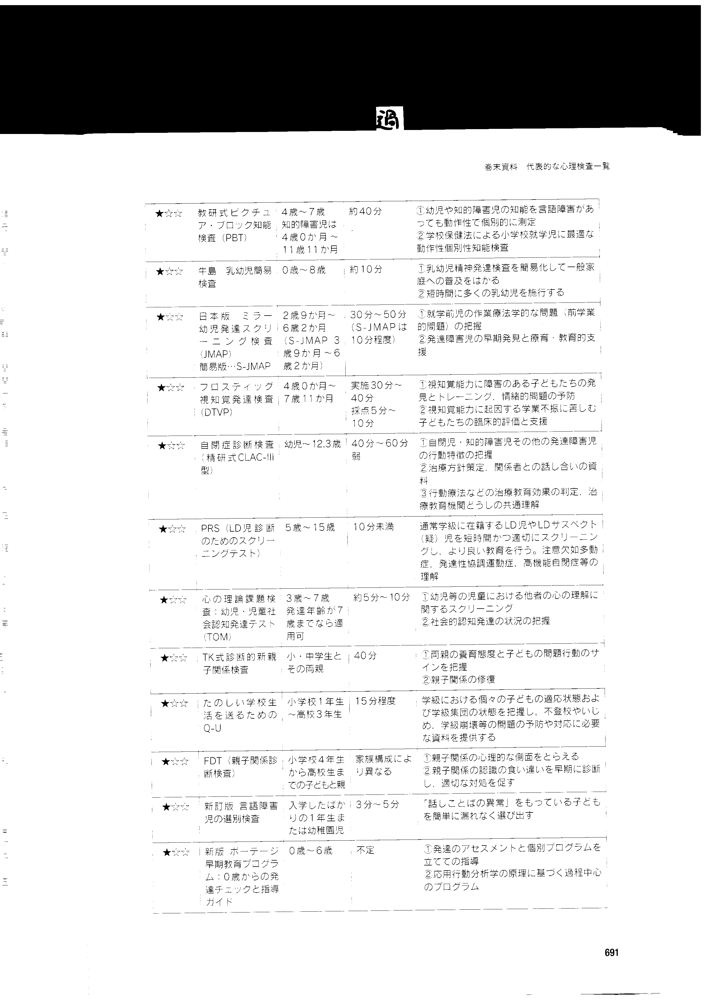 過
巻末資料　代表的な心理検査一覧
★☆☆
教研式ピクチュ
ア・ブロック知能
検査（PBT）
4歳～7歳
知的障害児は
4歳0か月～
11歳11か月
約40分
①幼児や知的障害児の知能を言語障害があ
っても動作性で個別的に測定
②学校保健法による小学校就学児に最適な
動作性個別性知能検査
★☆☆
牛島　乳幼児簡易
検査
0歳～8歳
約10分
①乳幼児精神発達検査を簡易化して一般家
庭への普及をはかる
②短時間に多くの乳幼児を施行する
★☆☆
日本版　ミラー
幼児発達スクリ
ーニング検査
(JMAP)
簡易版…S-JMAP
2歳9か月～
6歳2か月
(S-JMAP 3
歳9か月～6
歳2か月)
30分～50分
(S-JMAPは
10分程度)
①就学前児の作業療法学的な問題（前学業
的問題）の把握
②発達障害児の早期発見と療育・教育的支
援
★☆☆
フロスティッグ
視知覚発達検査
(DTVP)
4歳0か月～
7歳11か月
実施30分～
40分
採点5分～
10分
①視知覚能力に障害のある子どもたちの発
見とトレーニング，情緒的問題の予防
②視知覚能力に起因する学業不振に苦しむ
子どもたちの臨床的評価と支援
★☆☆
自閉症診断検査
（精研式CLAC-III
型）
幼児～12,3歳
40分～60分
弱
①自閉児・知的障害児その他の発達障害児
の行動特徴の把握
②治療方針策定，関係者との話し合いの資
料
③行動療法などの治療教育効果の判定，治
療教育機関どうしの共通理解
★☆☆
PRS（LD児診断
のためのスクリー
ニングテスト）
5歳～15歳
10分未満
通常学級に在籍するLD児やLDサスペクト
（疑）児を短時間かつ適切にスクリーニン
グし，より良い教育を行う。注意欠如多動
症，発達性協調運動症，高機能自閉症等の
理解
★☆☆
心の理論課題検
査：幼児・児童社
会認知発達テスト
(TOM)
3歳～7歳
発達年齢が7
歳までなら適
用可
約5分～10分
①幼児等の児童における他者の心の理解に
関するスクリーニング
②社会的認知発達の状況の把握
★☆☆
TK式診断的新親
子関係検査
小・中学生と
その両親
40分
①両親の養育態度と子どもの問題行動のサ
インを把握
②親子関係の修復
★☆☆
たのしい学校生
活を送るための
Q-U
小学校1年生
～高校3年生
15分程度
学級における個々の子どもの適応状態およ
び学級集団の状態を把握し，不登校やいじ
め，学級崩壊等の問題の予防や対応に必要
な資料を提供する
★☆☆
FDT（親子関係診
断検査）
小学校4年生
から高校生ま
での子どもと親
家族構成によ
り異なる
①親子関係の心理的な側面をとらえる
②親子関係の認識の食い違いを早期に診断
し，適切な対処を促す
★☆☆
新訂版 言語障害
児の選別検査
入学したばか
りの1年生ま
たは幼稚園児
3分～5分
「話しことばの異常」をもっている子ども
を簡単に漏れなく選び出す
★☆☆
新版 ポーテージ
早期教育プログラ
ム：0歳からの発
達チェックと指導
ガイド
0歳～6歳
不定
①発達のアセスメントと個別プログラムを
立てての指導
②応用行動分析学の原理に基づく過程中心
のプログラム
691